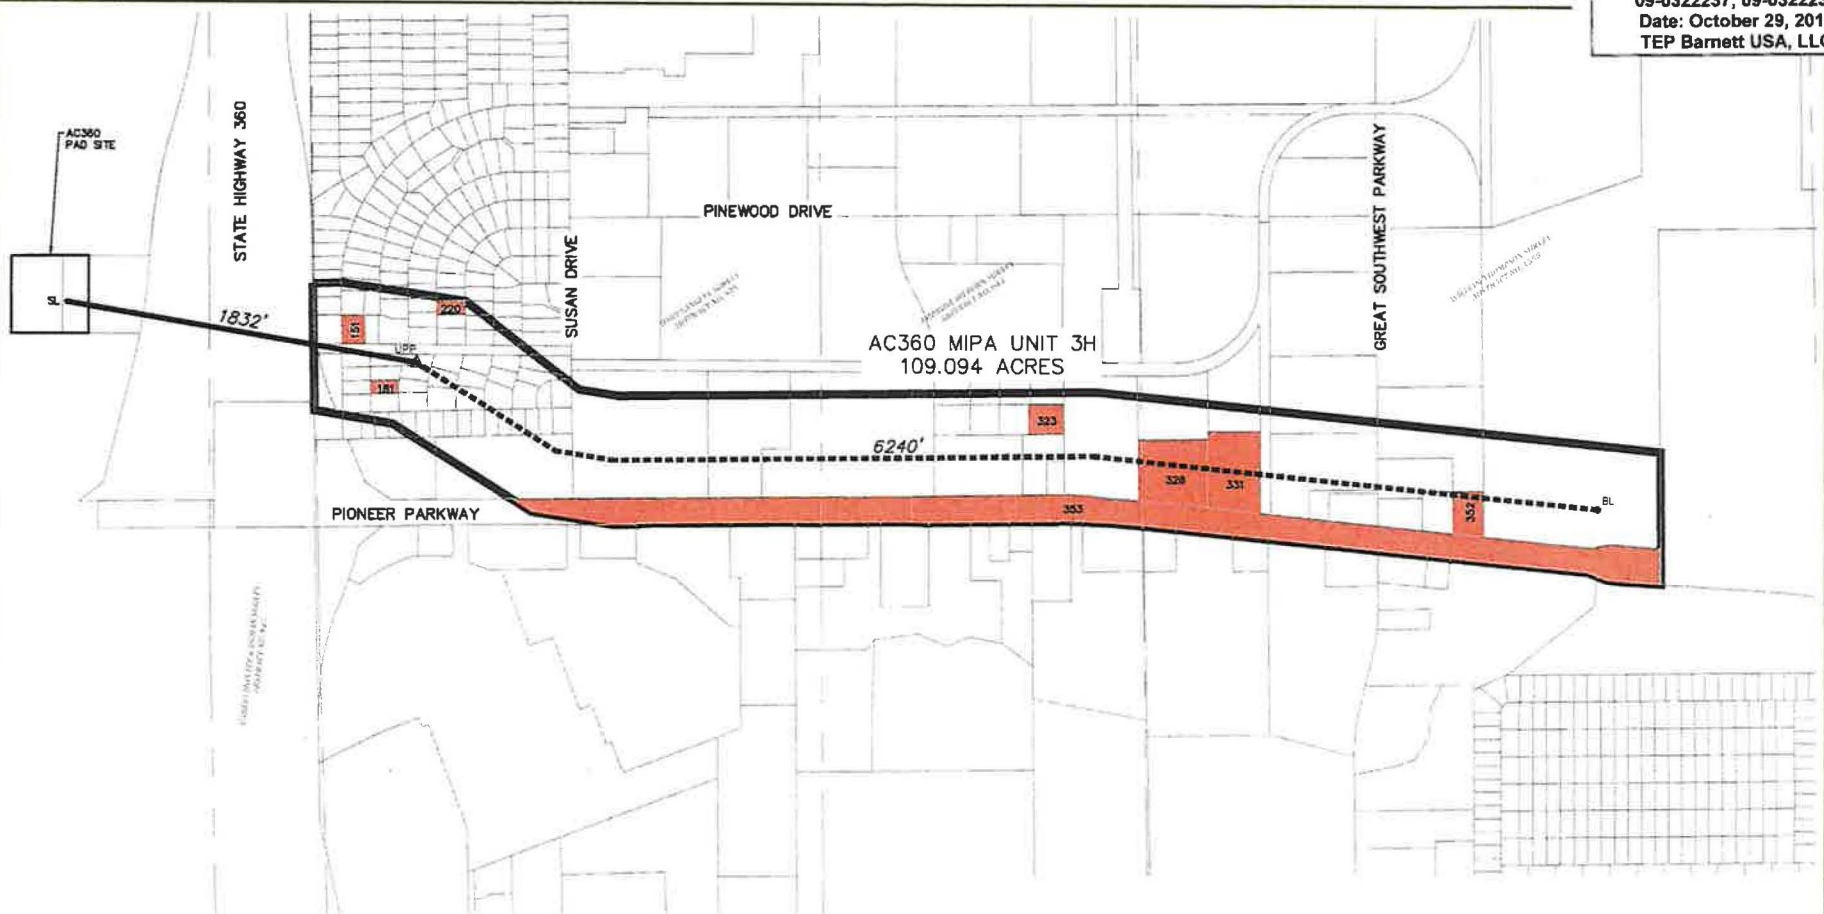 Date: October 29, 201
TEP Barnett USA, LLC
AC360
PAD SITE
STATE HIGHWAY 360
PINEWOOD DRIVE
SUSAN DRIVE
GREAT SOUTHWEST PARKWAY
SL
1832'
151
220
UPP
181
AC360 MIPA UNIT 3H
109.094 ACRES
323
6240'
328
331
352
BL
353
PIONEER PARKWAY